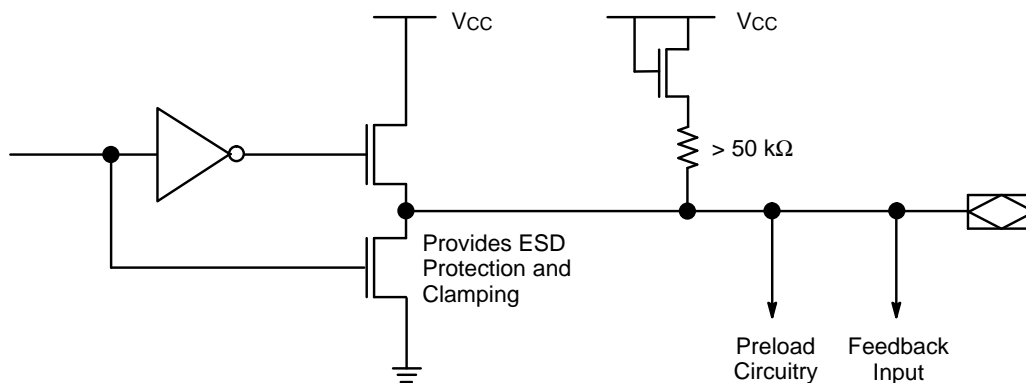 VCC
VCC
> 50 kΩ
Provides ESD
Protection and
Clamping
Preload
Circuitry
Feedback
Input